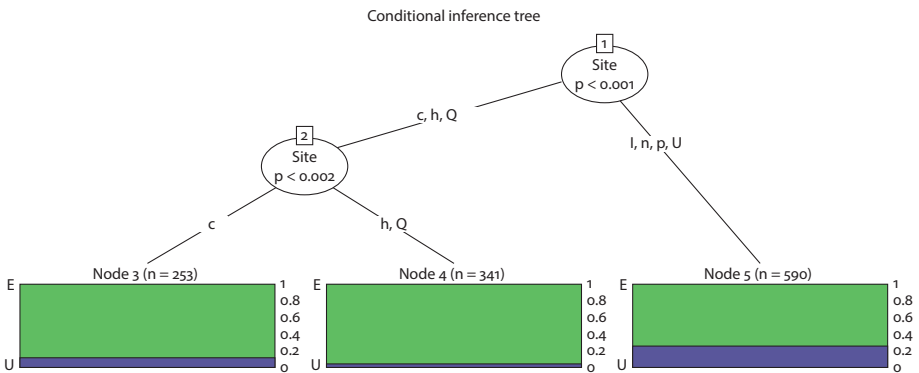 Conditional inference tree
1
Site
p < 0.001
c, h, Q
I, n, p, U
2
Site
p < 0.002
c
h, Q
Node 3 (n = 253)
E
U
1
0.8
0.6
0.4
0.2
0
Node 4 (n = 341)
E
U
1
0.8
0.6
0.4
0.2
0
Node 5 (n = 590)
E
U
1
0.8
0.6
0.4
0.2
0